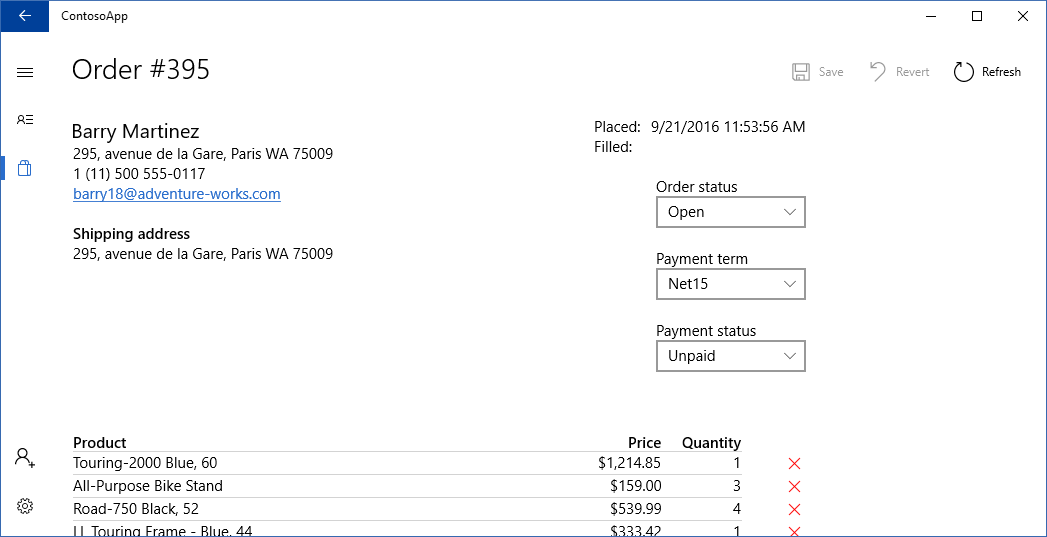 ContosoApp
Order #395
Save Revert Refresh
Barry Martinez
295, avenue de la Gare, Paris WA 75009
1 (11) 500 555-0117
barry18@adventure-works.com
Shipping address
295, avenue de la Gare, Paris WA 75009
Placed: 9/21/2016 11:53:56 AM
Filled:
Order status
Open
Payment term
Net15
Payment status
Unpaid
Product Price Quantity
Touring-2000 Blue, 60 $1,214.85 1
All-Purpose Bike Stand $159.00 3
Road-750 Black, 52 $539.99 4
LL Touring Frame - Blue, 44 $333.42 1